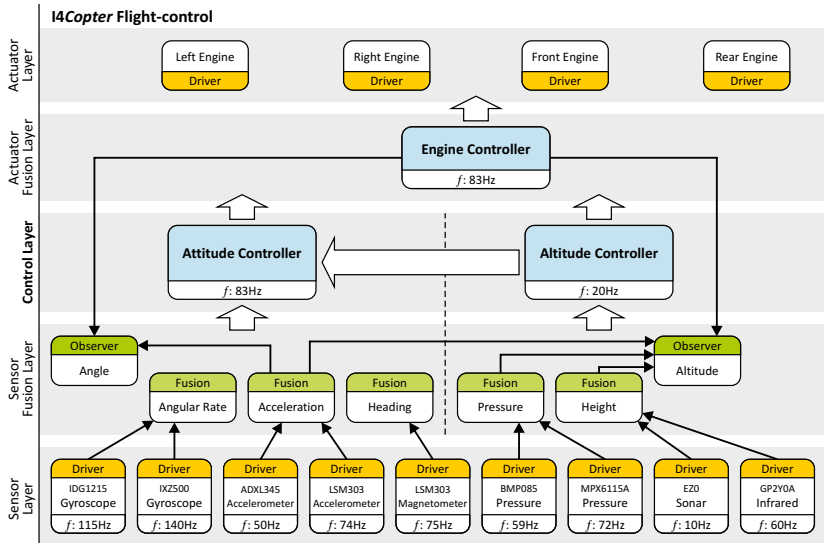 I4Copter Flight-control
Actuator
Layer
Left Engine
Driver
Right Engine
Driver
Front Engine
Driver
Rear Engine
Driver
Actuator
Fusion Layer
Engine Controller
f: 83Hz
Control Layer
Attitude Controller
f: 83Hz
Altitude Controller
f: 20Hz
Sensor
Fusion Layer
Observer
Angle
Observer
Altitude
Fusion
Angular Rate
Fusion
Acceleration
Fusion
Heading
Fusion
Pressure
Fusion
Height
Sensor
Layer
Driver
IDG1215
Gyroscope
f: 115Hz
Driver
IXZ500
Gyroscope
f: 140Hz
Driver
ADXL345
Accelerometer
f: 50Hz
Driver
LSM303
Accelerometer
f: 74Hz
Driver
LSM303
Magnetometer
f: 75Hz
Driver
BMP085
Pressure
f: 59Hz
Driver
MPX6115A
Pressure
f: 72Hz
Driver
EZ0
Sonar
f: 10Hz
Driver
GP2Y0A
Infrared
f: 60Hz